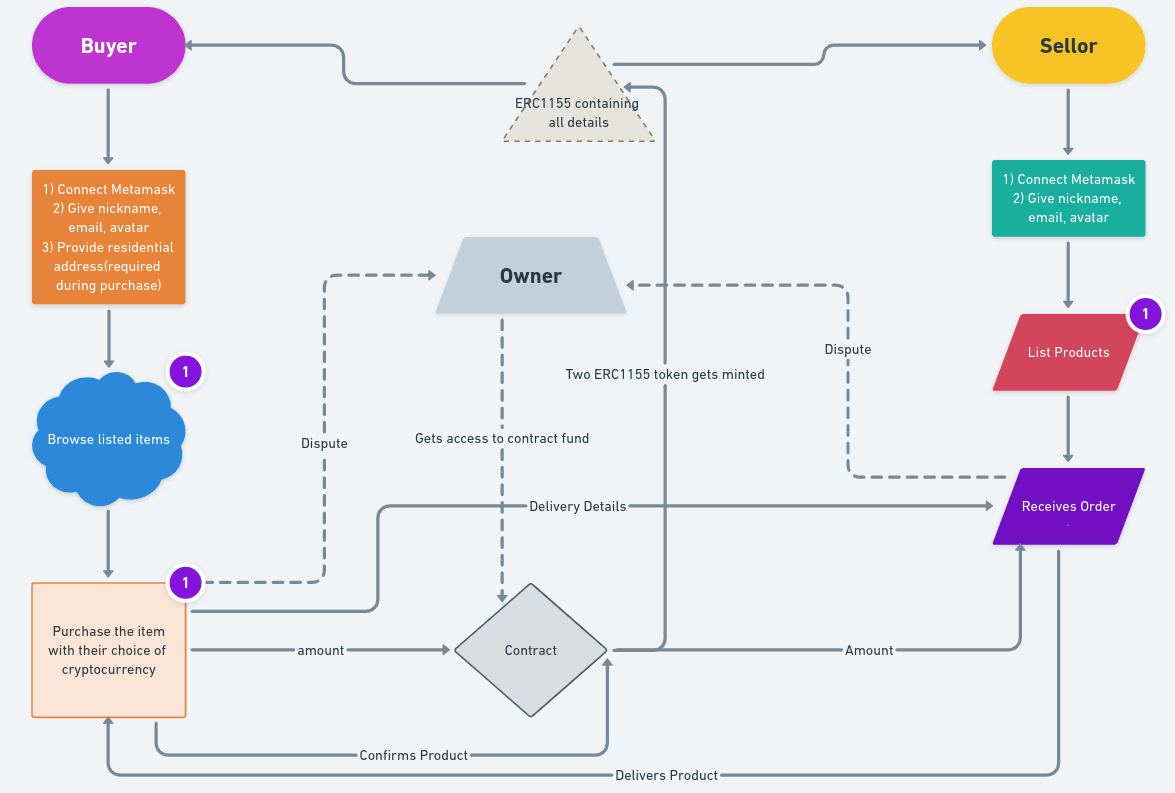 Buyer
Sellor
ERC1155 containing
all details
1) Connect Metamask
2) Give nickname,
email, avatar
3) Provide residential
address(required
during purchase)
1) Connect Metamask
2) Give nickname,
email, avatar
Owner
1
List Products
Dispute
1
Two ERC1155 token gets minted
Browse listed items
Dispute
Gets access to contract fund
Delivery Details
Receives Order
.
1
Purchase the item
with their choice of
cryptocurrency
amount
Contract
Amount
Confirms Product
Delivers Product